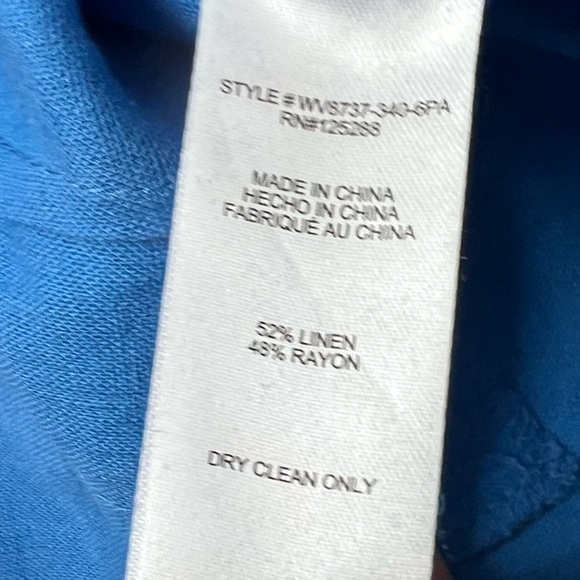 STYLE # WV8737-340-6PA
RN#125288
MADE IN CHINA
HECHO IN CHINA
FABRIQUÉ AU CHINA
52% LINEN
48% RAYON
DRY CLEAN ONLY